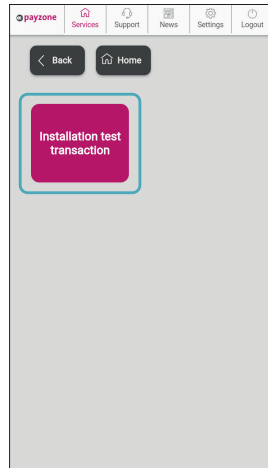 payzone
Services
Support
News
Settings
Logout
Back
Home
Installation test
transaction